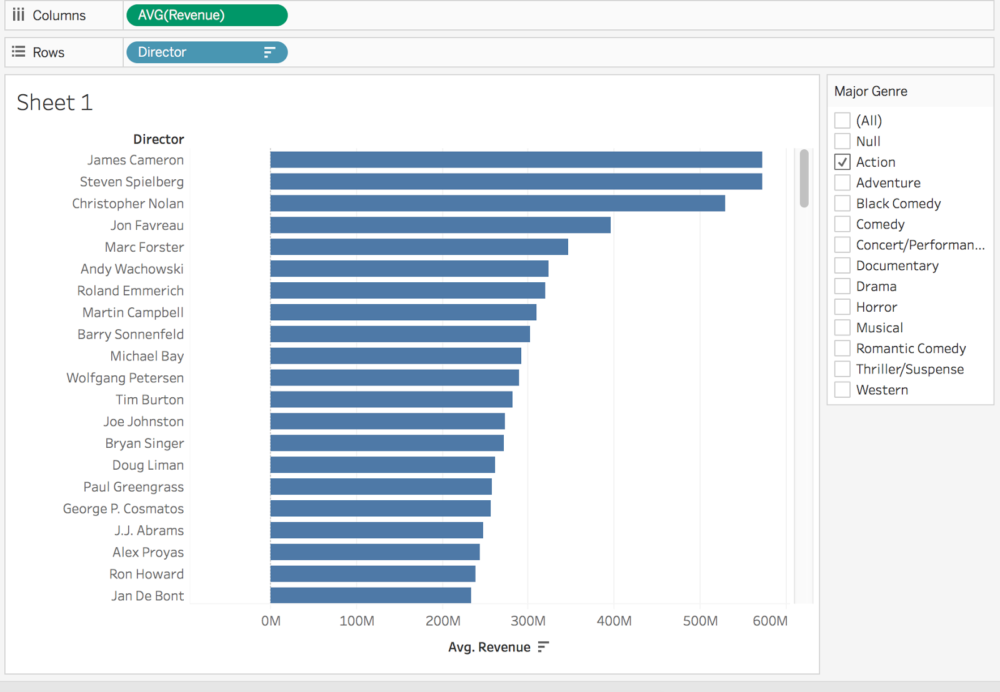 Columns
AVG(Revenue)
Rows
Director
Sheet 1
Director
James Cameron
Steven Spielberg
Christopher Nolan
Jon Favreau
Marc Forster
Andy Wachowski
Roland Emmerich
Martin Campbell
Barry Sonnenfeld
Michael Bay
Wolfgang Petersen
Tim Burton
Joe Johnston
Bryan Singer
Doug Liman
Paul Greengrass
George P. Cosmatos
J.J. Abrams
Alex Proyas
Ron Howard
Jan De Bont
0M 100M 200M 300M 400M 500M 600M
Avg. Revenue
Major Genre
(All)
Null
Action
Adventure
Black Comedy
Comedy
Concert/Performan...
Documentary
Drama
Horror
Musical
Romantic Comedy
Thriller/Suspense
Western